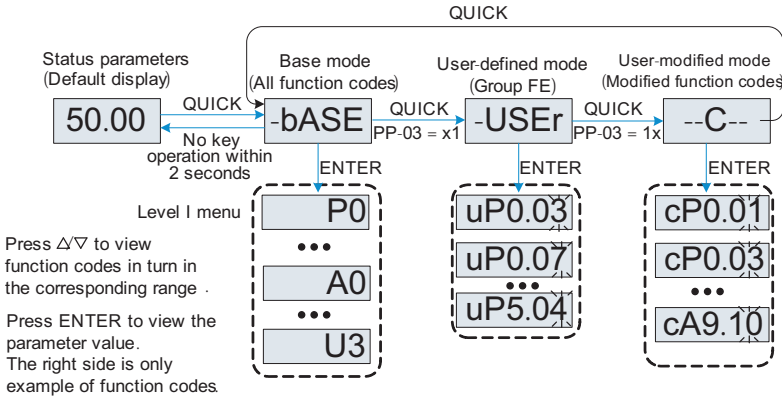 QUICK
Status parameters
(Default display)
Base mode
(All function codes)
User-defined mode
(Group FE)
User-modified mode
(Modified function codes)
50.00
QUICK
-bASE
QUICK
-USEr
QUICK
--C--
PP-03 = x1
PP-03 = 1x
No key
operation within
2 seconds
ENTER
ENTER
ENTER
Level I menu
P0
uP0.03
cP0.01
Press △/▽ to view
function codes in turn in
the corresponding range .
A0
uP0.07
cP0.03
Press ENTER to view the
parameter value.
The right side is only
example of function codes.
U3
uP5.04
cA9.10